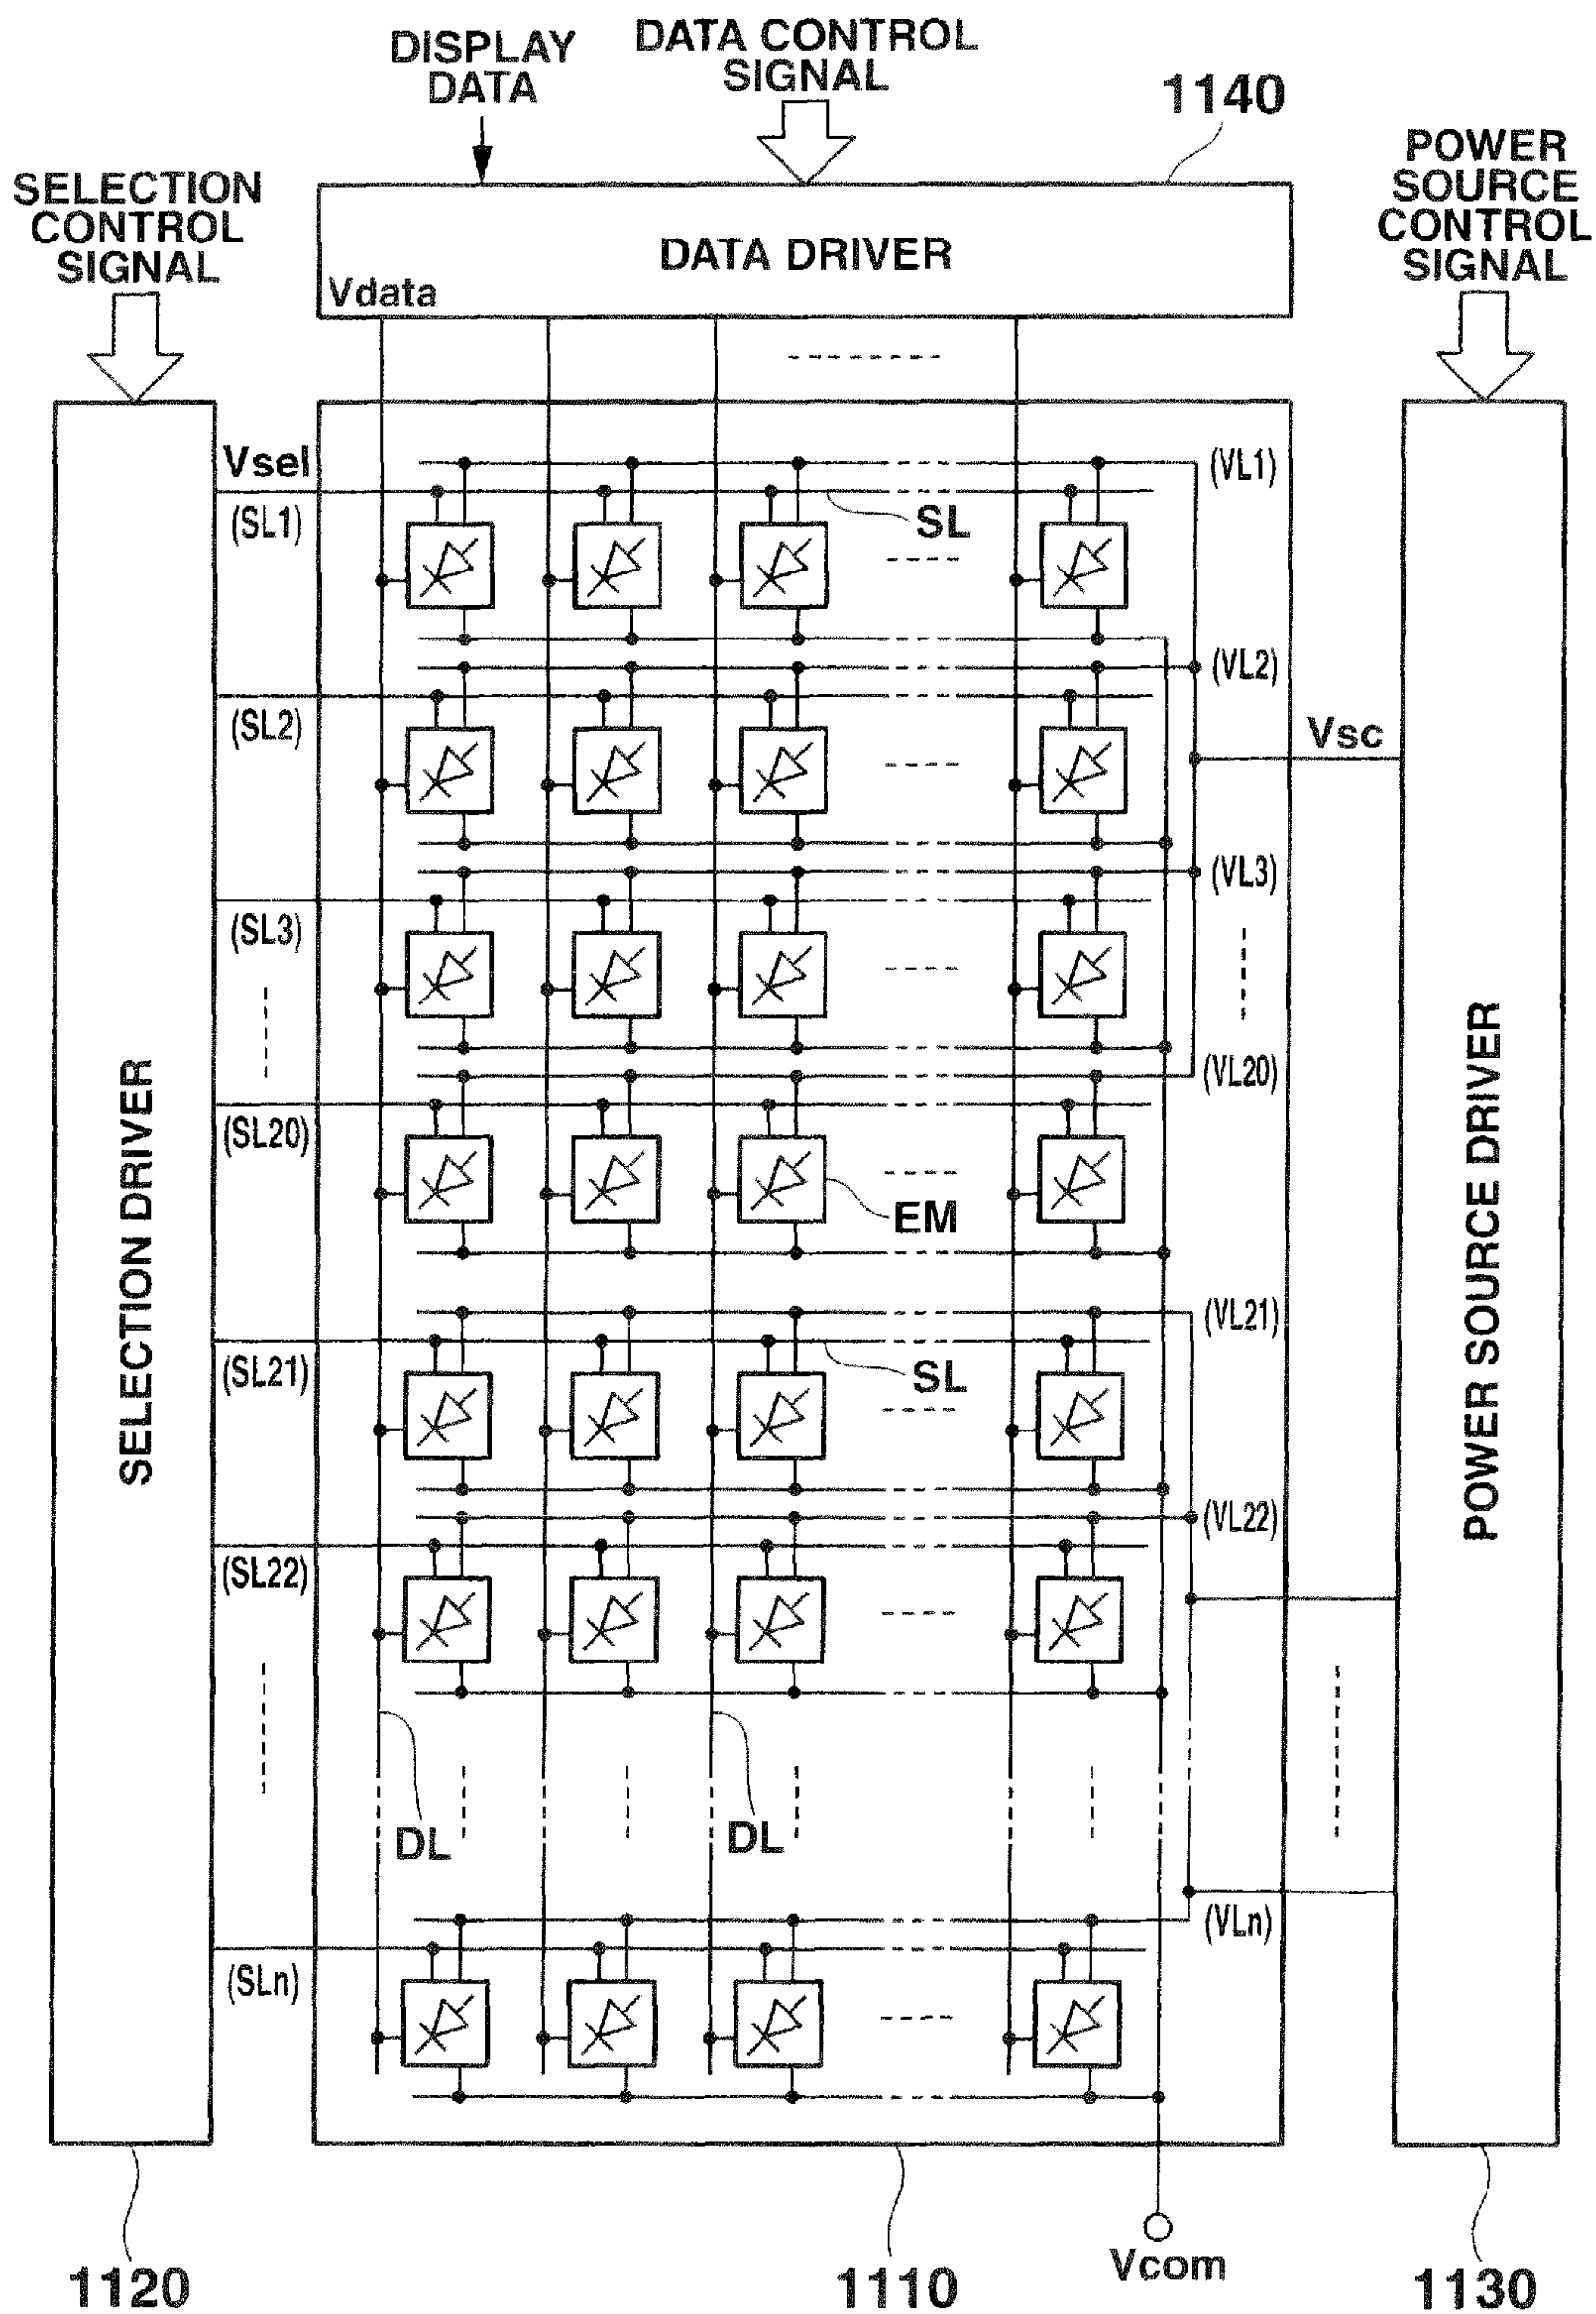 DISPLAY
DATA
DATA CONTROL
SIGNAL
1140
POWER
SOURCE
CONTROL
SIGNAL
SELECTION
CONTROL
SIGNAL
DATA DRIVER
Vdata
Vsel
(VL1)
(SL1)
SL
(VL2)
(SL2)
Vsc
(VL3)
(SL3)
(VL20)
(SL20)
EM
(VL21)
(SL21)
SL
(VL22)
(SL22)
SELECTION DRIVER
POWER SOURCE DRIVER
DL
DL
(VLn)
(SLn)
Vcom
1120
1110
1130